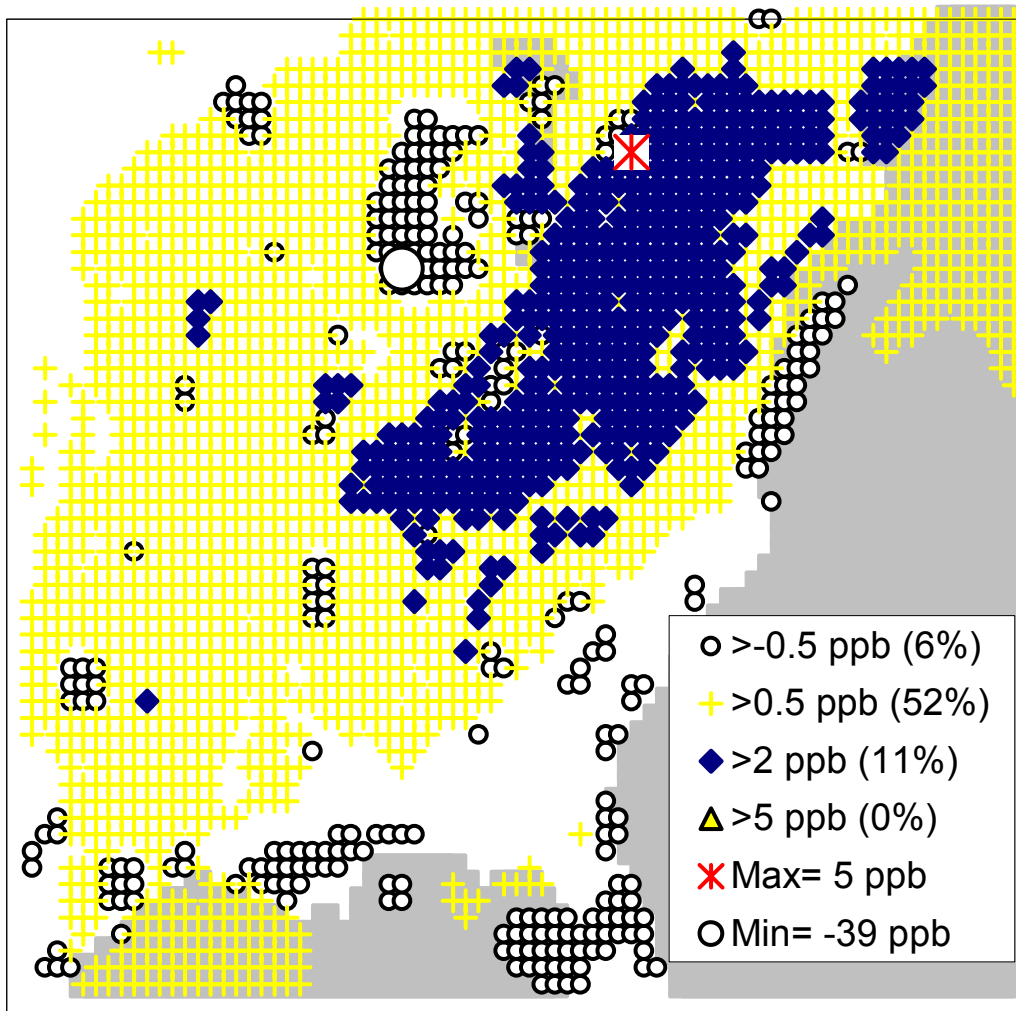 >-0.5 ppb (6%)
>0.5 ppb (52%)
>2 ppb (11%)
>5 ppb (0%)
Max= 5 ppb
Min= -39 ppb